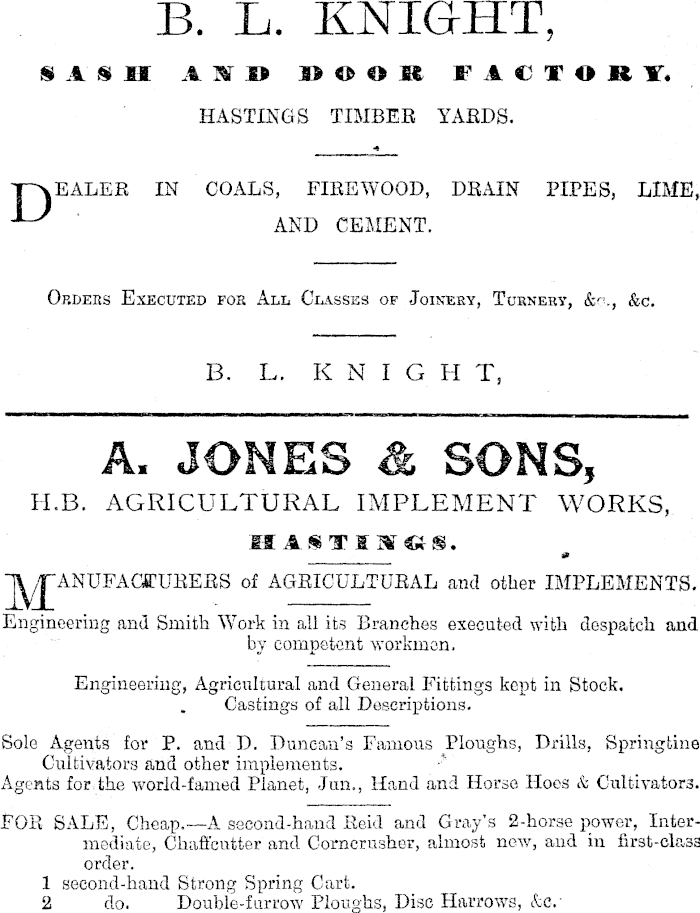 B. L. KNIGHT,
SASH AND DOOR FACTORY.
HASTINGS TIMBER YARDS.
DEALER IN COALS, FIREWOOD, DRAIN PIPES, LIME,
AND CEMENT.
ORDERS EXECUTED FOR ALL CLASSES OF JOINERY, TURNERY, &c., &c.
B. L. KNIGHT,
A. JONES & SONS,
H.B. AGRICULTURAL IMPLEMENT WORKS,
HASTINGS.
MANUFACTURERS of AGRICULTURAL and other IMPLEMENTS.
Engineering and Smith Work in all its Branches executed with despatch and
by competent workmen.
Engineering, Agricultural and General Fittings kept in Stock.
Castings of all Descriptions.
Sole Agents for P. and D. Duncan's Famous Ploughs, Drills, Springtine
Cultivators and other implements.
Agents for the world-famed Planet, Jun., Hand and Horse Hoes & Cultivators.
FOR SALE, Cheap.—A second-hand Reid and Gray's 2-horse power, Inter-
mediate, Chaffcutter and Corncrusher, almost new, and in first-class
order.
1 second-hand Strong Spring Cart.
2 do. Double-furrow Ploughs, Disc Harrows, &c.